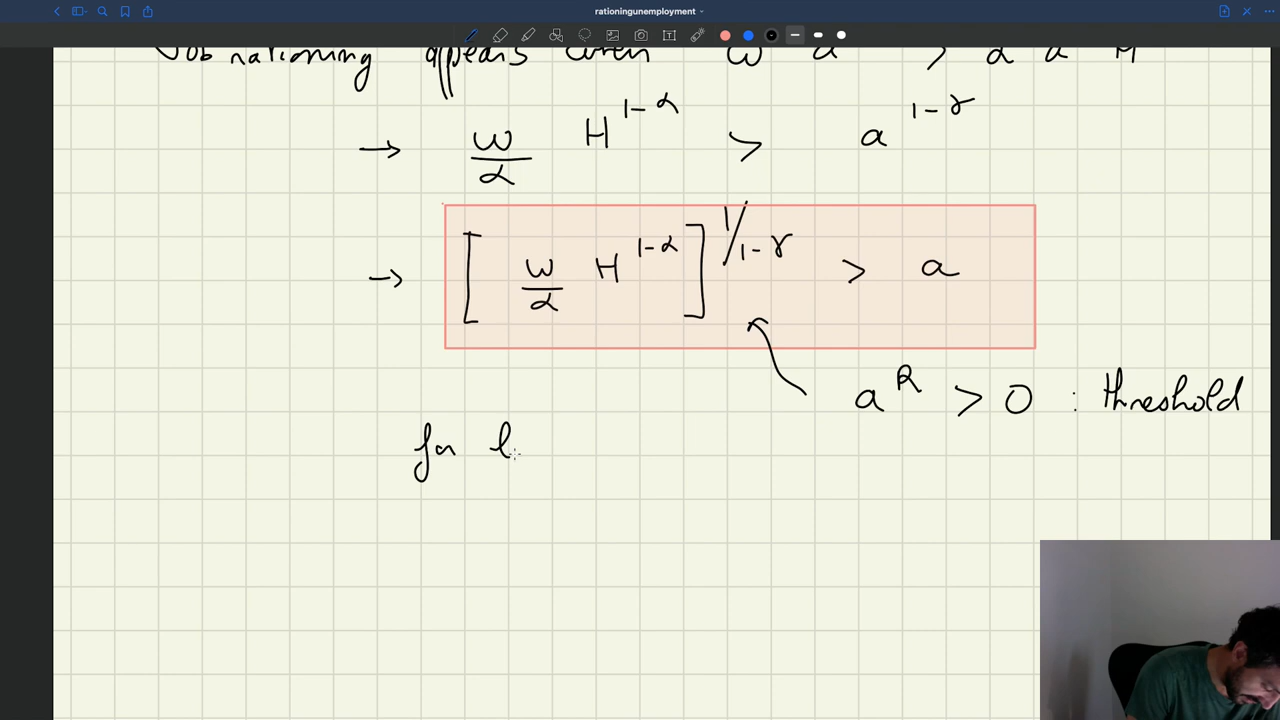 rationingunemployment
Job rationing appears when ω a > α a H
→ ω/α H^{1-α} > a^{1-γ}
→ [ ω/α H^{1-α} ]^{1/1-γ} > a
a^R > 0 : threshold
for l